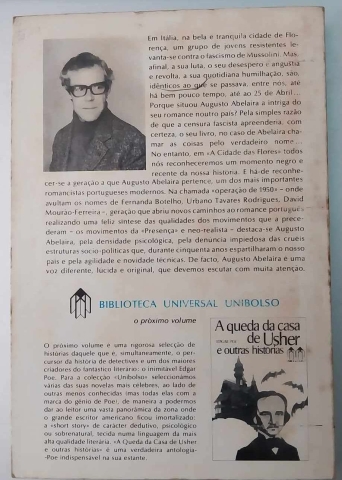 Em Itália, na bela e tranquila cidade de Flo-
rença, um grupo de jovens resistentes le-
vanta-se contra o fascismo de Mussolini. Mas,
afinal, a sua luta, o seu desespero e angústia
e revolta, a sua quotidiana humilhação, são,
idênticos ao que se passava, entre nós, até
há bem pouco tempo, até ao 25 de Abril...
Porque situou Augusto Abelaira a intriga do
seu romance noutro país? Pela simples razão
de que a censura fascista apreenderia, com
certeza, o seu livro, no caso de Abelaira cha-
mar as coisas pelo verdadeiro nome...
No entanto, em «A Cidade das Flores» todos
nós reconheceremos um momento negro e
recente da nossa história. E há-de reconhe-
cer-se a geração a que Augusto Abelaira pertence, um dos mais importantes
romancistas portugueses modernos. Na chamada «geração de 1950» – onde
avultam os nomes de Fernanda Botelho, Urbano Tavares Rodrigues, David
Mourão-Ferreira –, geração que abriu novos caminhos ao romance português
realizando uma feliz síntese das qualidades dos movimentos que a prece-
deram – os movimentos da «Presença» e neo-realista – destaca-se Augusto
Abelaira, pela densidade psicológica, pela denuncia impiedosa das cruéis
estruturas socio-políticas que, durante cinquenta anos espartilharam o nosso
país e pela agilidade e novidade técnicas. De facto, Augusto Abelaira é uma
voz diferente, lúcida e original, que devemos escutar com muita atenção.
BIBLIOTECA UNIVERSAL UNIBOLSO
o próximo volume
O próximo volume é uma rigorosa selecção de
histórias daquele que é, simultaneamente, o per-
cursor da história de detectives e um dos maiores
criadores do fantástico literário: o inimitável Edgar
Poe. Para a colecção «Unibolso» seleccionámos
várias das suas novelas mais célebres, ao lado de
outras menos conhecidas mas todas elas com a
marca do génio de Poe, de maneira a podermos
dar ao leitor uma vasta panorâmica da zona onde
o grande escritor americano ficou imortalizado:
a «short story» de carácter dedutivo, psicológico
ou sobrenatural, tecida numa linguagem da mais
alta qualidade literária. «A Queda da Casa de Usher
e outras histórias» é uma verdadeira antologia-
-Poe indispensável na sua estante.
A queda da casa
de Usher
e outras histórias